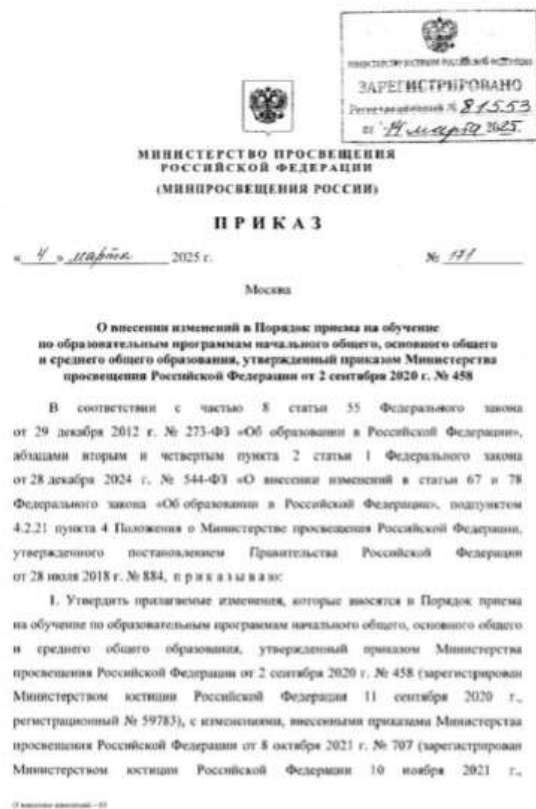 МИНИСТЕРСТВО ЮСТИЦИИ РОССИЙСКОЙ ФЕДЕРАЦИИ
ЗАРЕГИСТРИРОВАНО
Регистрационный № 81553
от "14 марта 2025.
МИНИСТЕРСТВО ПРОСВЕЩЕНИЯ
РОССИЙСКОЙ ФЕДЕРАЦИИ
(МИНПРОСВЕЩЕНИЯ РОССИИ)
ПРИКАЗ
« 4 » марта 2025 г. № 171
Москва
О внесении изменений в Порядок приема на обучение
по образовательным программам начального общего, основного общего
и среднего общего образования, утвержденный приказом Министерства
просвещения Российской Федерации от 2 сентября 2020 г. № 458
В соответствии с частью 8 статьи 55 Федерального закона
от 29 декабря 2012 г. № 273-ФЗ «Об образовании в Российской Федерации»,
абзацами вторым и четвертым пункта 2 статьи 1 Федерального закона
от 28 декабря 2024 г. № 544-ФЗ «О внесении изменений в статьи 67 и 78
Федерального закона «Об образовании в Российской Федерации», подпунктом
4.2.21 пункта 4 Положения о Министерстве просвещения Российской Федерации,
утвержденного постановлением Правительства Российской Федерации
от 28 июля 2018 г. № 884, п р и к а з ы в а ю:
1. Утвердить прилагаемые изменения, которые вносятся в Порядок приема
на обучение по образовательным программам начального общего, основного общего
и среднего общего образования, утвержденный приказом Министерства
просвещения Российской Федерации от 2 сентября 2020 г. № 458 (зарегистрирован
Министерством юстиции Российской Федерации 11 сентября 2020 г.,
регистрационный № 59783), с изменениями, внесенными приказами Министерства
просвещения Российской Федерации от 8 октября 2021 г. № 707 (зарегистрирован
Министерством юстиции Российской Федерации 10 ноября 2021 г.,
О внесении изменений – 03